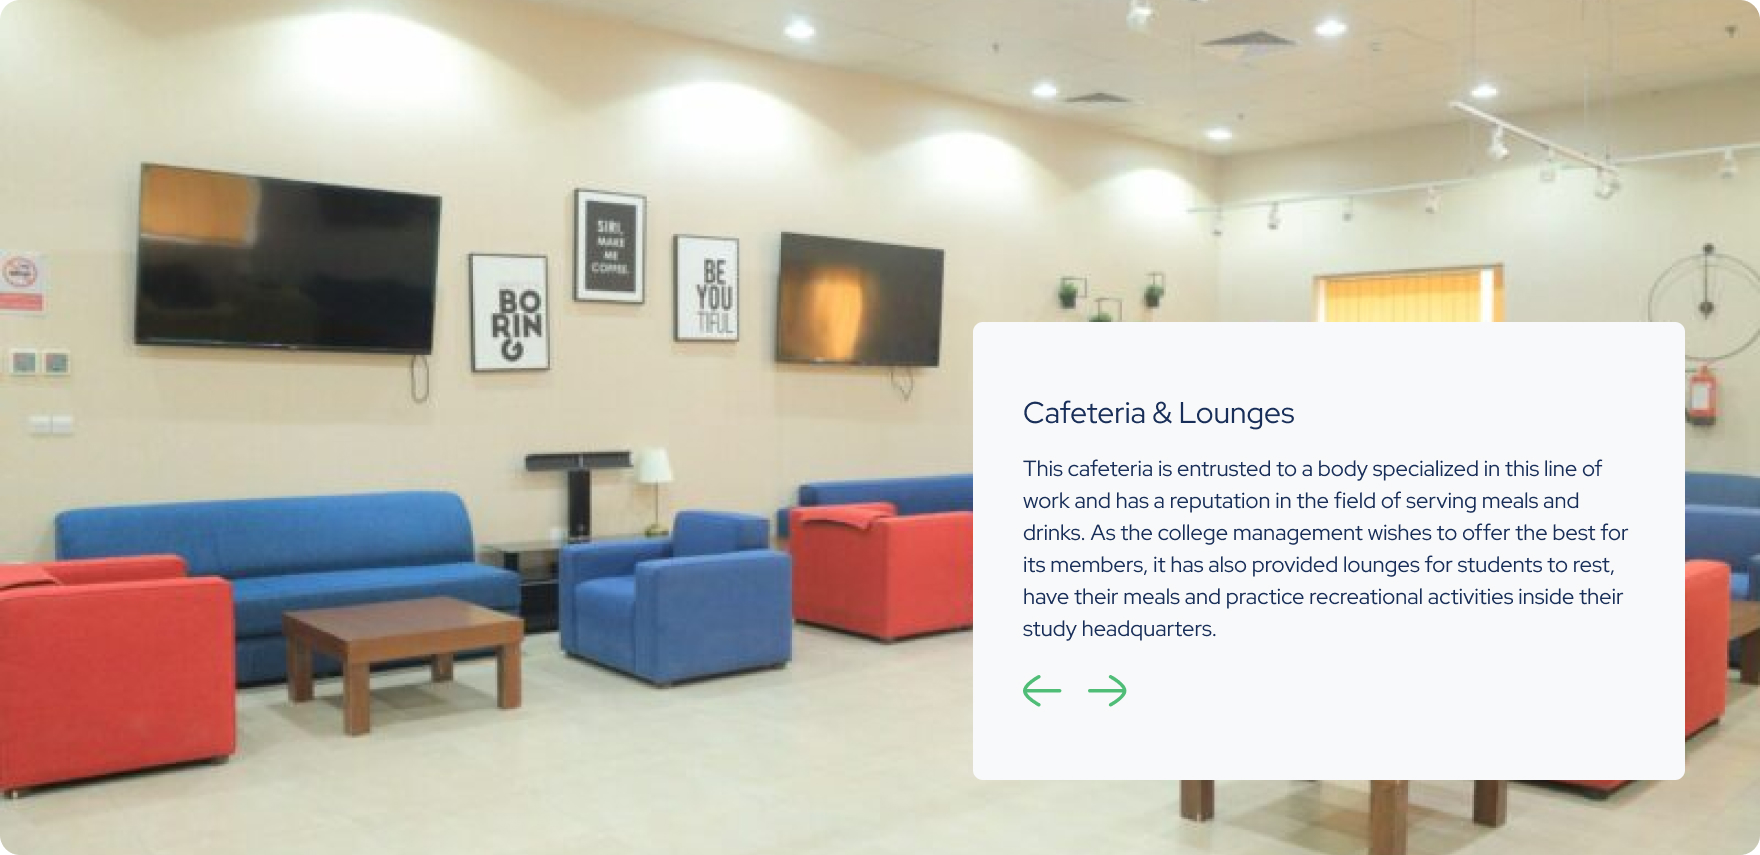 SIRI,
MAKE
ME
COFFEE.
BO
RIN
G
BE
YOU
TIFUL
Cafeteria & Lounges
This cafeteria is entrusted to a body specialized in this line of
work and has a reputation in the field of serving meals and
drinks. As the college management wishes to offer the best for
its members, it has also provided lounges for students to rest,
have their meals and practice recreational activities inside their
study headquarters.